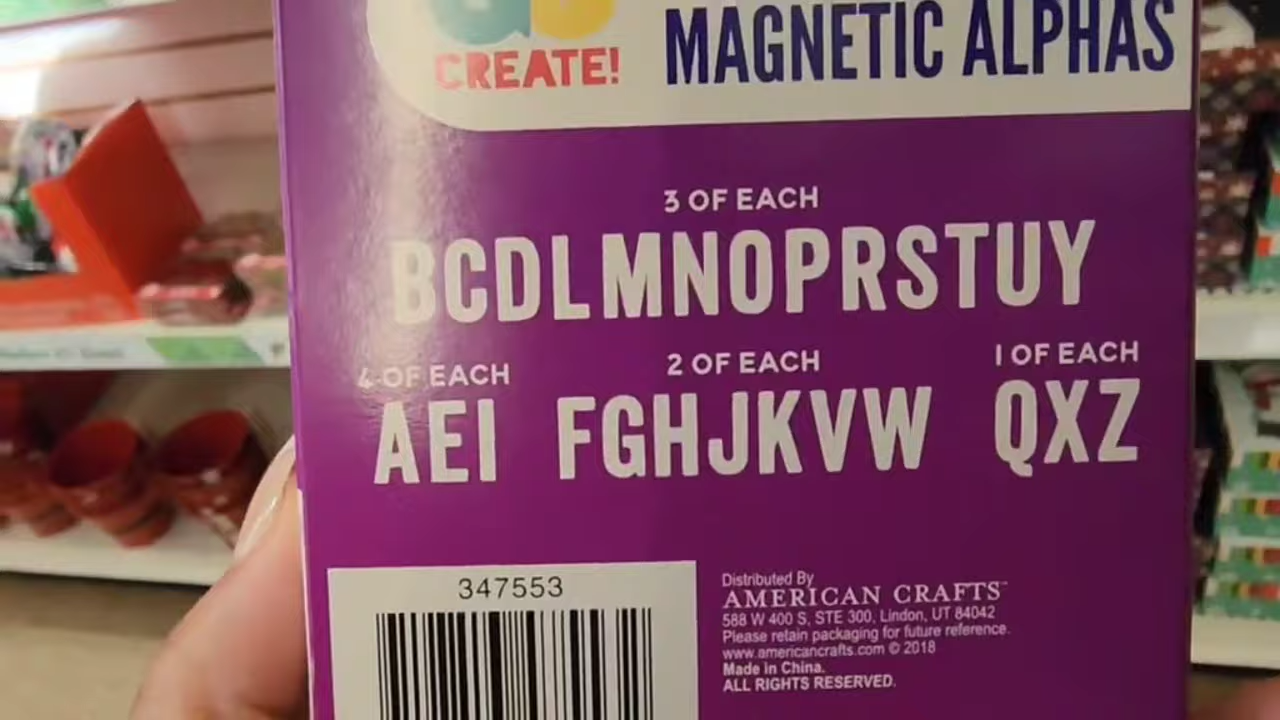 CREATE!
MAGNETIC ALPHAS
3 OF EACH
BCDLMNOPRSTUY
4 OF EACH
AEI
2 OF EACH
FGHJKVW
1 OF EACH
QXZ
347553
Distributed By
AMERICAN CRAFTS™
588 W 400 S, STE 300, Lindon, UT 84042
Please retain packaging for future reference.
www.americancrafts.com © 2018
Made in China.
ALL RIGHTS RESERVED.